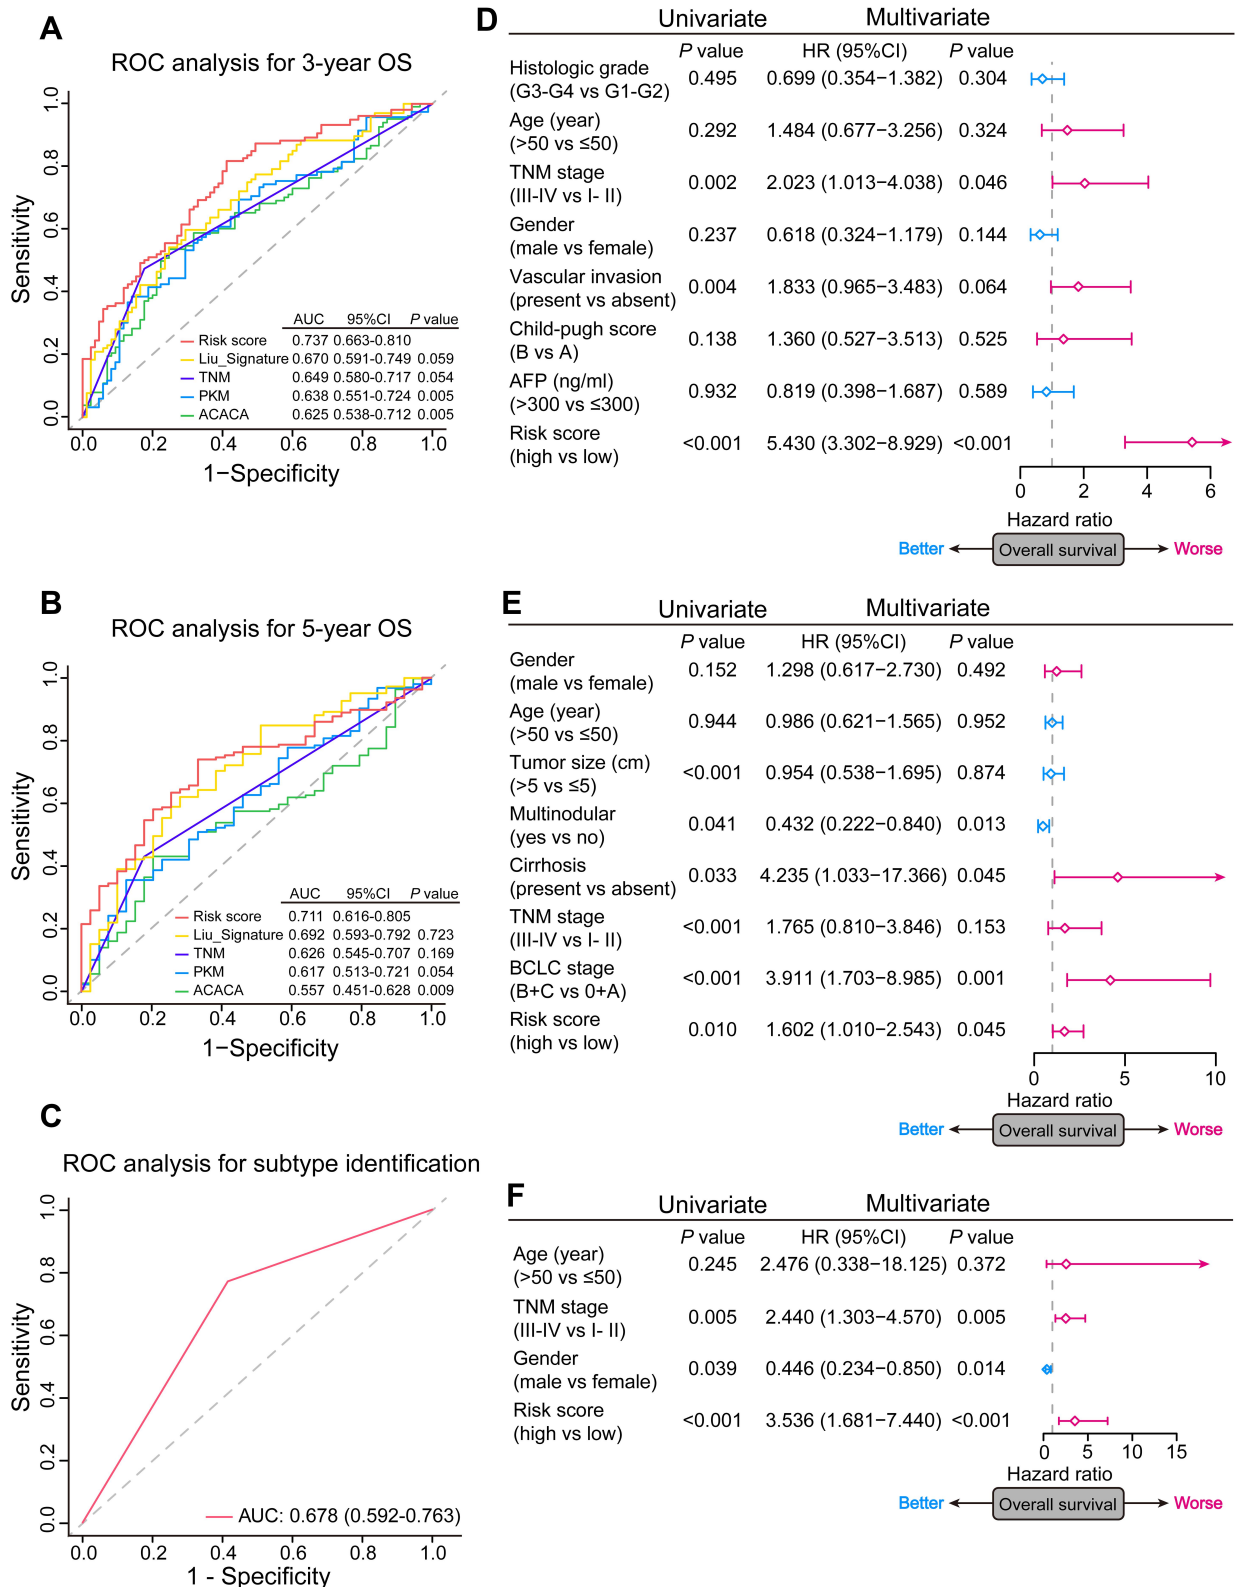 A
ROC analysis for 3-year OS
Sensitivity
1.0
0.8
0.6
0.4
0.2
0.0
AUC 95%CI P value
Risk score 0.737 0.663-0.810
Liu_Signature 0.670 0.591-0.749 0.059
TNM 0.649 0.580-0.717 0.054
PKM 0.638 0.551-0.724 0.005
ACACA 0.625 0.538-0.712 0.005
0.0 0.2 0.4 0.6 0.8 1.0
1−Specificity
B
ROC analysis for 5-year OS
Sensitivity
1.0
0.8
0.6
0.4
0.2
0.0
AUC 95%CI P value
Risk score 0.711 0.616-0.805
Liu_Signature 0.692 0.593-0.792 0.723
TNM 0.626 0.545-0.707 0.169
PKM 0.617 0.513-0.721 0.054
ACACA 0.557 0.451-0.628 0.009
0.0 0.2 0.4 0.6 0.8 1.0
1−Specificity
C
ROC analysis for subtype identification
Sensitivity
1.0
0.8
0.6
0.4
0.2
0.0
AUC: 0.678 (0.592-0.763)
0.0 0.2 0.4 0.6 0.8 1.0
1 - Specificity
D
Univariate Multivariate
P value HR (95%CI) P value
Histologic grade
(G3-G4 vs G1-G2) 0.495 0.699 (0.354−1.382) 0.304
Age (year)
(>50 vs ≤50) 0.292 1.484 (0.677−3.256) 0.324
TNM stage
(III-IV vs I- II) 0.002 2.023 (1.013−4.038) 0.046
Gender
(male vs female) 0.237 0.618 (0.324−1.179) 0.144
Vascular invasion
(present vs absent) 0.004 1.833 (0.965−3.483) 0.064
Child-pugh score
(B vs A) 0.138 1.360 (0.527−3.513) 0.525
AFP (ng/ml)
(>300 vs ≤300) 0.932 0.819 (0.398−1.687) 0.589
Risk score
(high vs low) <0.001 5.430 (3.302−8.929) <0.001
0 2 4 6
Hazard ratio
Better Overall survival Worse
E
Univariate Multivariate
P value HR (95%CI) P value
Gender
(male vs female) 0.152 1.298 (0.617−2.730) 0.492
Age (year)
(>50 vs ≤50) 0.944 0.986 (0.621−1.565) 0.952
Tumor size (cm)
(>5 vs ≤5) <0.001 0.954 (0.538−1.695) 0.874
Multinodular
(yes vs no) 0.041 0.432 (0.222−0.840) 0.013
Cirrhosis
(present vs absent) 0.033 4.235 (1.033−17.366) 0.045
TNM stage
(III-IV vs I- II) <0.001 1.765 (0.810−3.846) 0.153
BCLC stage
(B+C vs 0+A) <0.001 3.911 (1.703−8.985) 0.001
Risk score
(high vs low) 0.010 1.602 (1.010−2.543) 0.045
0 5 10
Hazard ratio
Better Overall survival Worse
F
Univariate Multivariate
P value HR (95%CI) P value
Age (year)
(>50 vs ≤50) 0.245 2.476 (0.338−18.125) 0.372
TNM stage
(III-IV vs I- II) 0.005 2.440 (1.303−4.570) 0.005
Gender
(male vs female) 0.039 0.446 (0.234−0.850) 0.014
Risk score
(high vs low) <0.001 3.536 (1.681−7.440) <0.001
0 5 10 15
Hazard ratio
Better Overall survival Worse